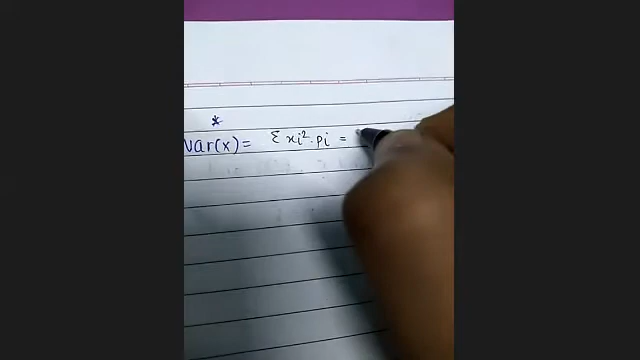 *
Var(x) = Σ xi². pi =